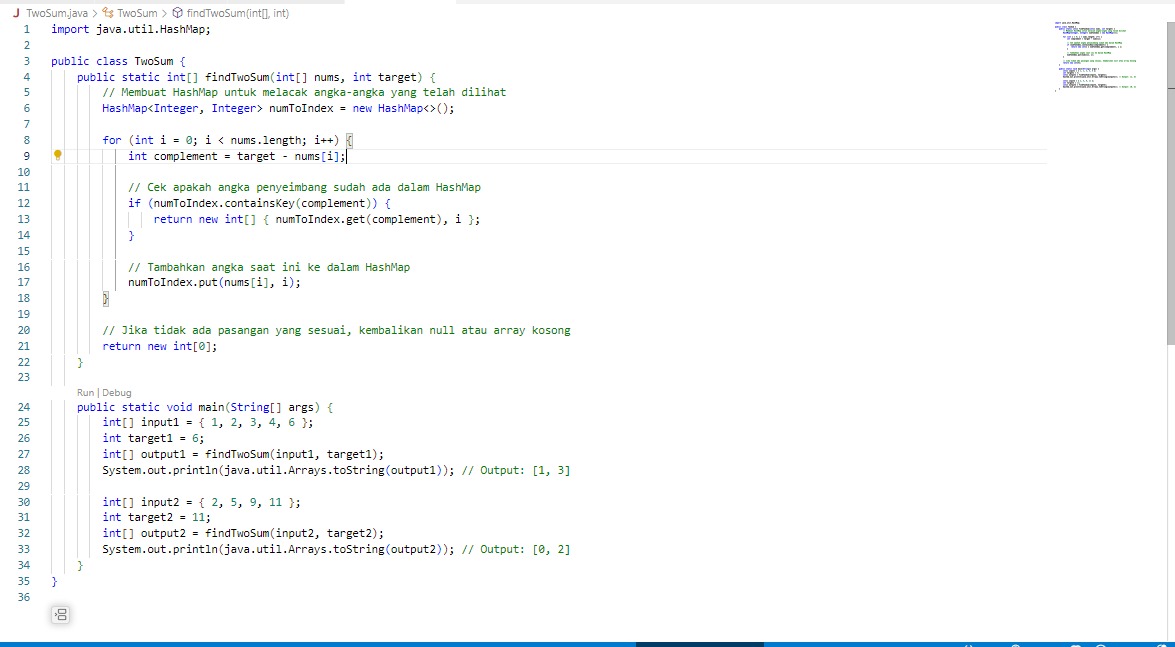 J TwoSum.java > TwoSum > findTwoSum(int[], int)
1 import java.util.HashMap;
2
3 public class TwoSum {
4 public static int[] findTwoSum(int[] nums, int target) {
5 // Membuat HashMap untuk melacak angka-angka yang telah dilihat
6 HashMap<Integer, Integer> numToIndex = new HashMap<>();
7
8 for (int i = 0; i < nums.length; i++) {
9 int complement = target - nums[i];
10
11 // Cek apakah angka penyeimbang sudah ada dalam HashMap
12 if (numToIndex.containsKey(complement)) {
13 return new int[] { numToIndex.get(complement), i };
14 }
15
16 // Tambahkan angka saat ini ke dalam HashMap
17 numToIndex.put(nums[i], i);
18 }
19
20 // Jika tidak ada pasangan yang sesuai, kembalikan null atau array kosong
21 return new int[0];
22 }
23
Run | Debug
24 public static void main(String[] args) {
25 int[] input1 = { 1, 2, 3, 4, 6 };
26 int target1 = 6;
27 int[] output1 = findTwoSum(input1, target1);
28 System.out.println(java.util.Arrays.toString(output1)); // Output: [1, 3]
29
30 int[] input2 = { 2, 5, 9, 11 };
31 int target2 = 11;
32 int[] output2 = findTwoSum(input2, target2);
33 System.out.println(java.util.Arrays.toString(output2)); // Output: [0, 2]
34 }
35 }
36